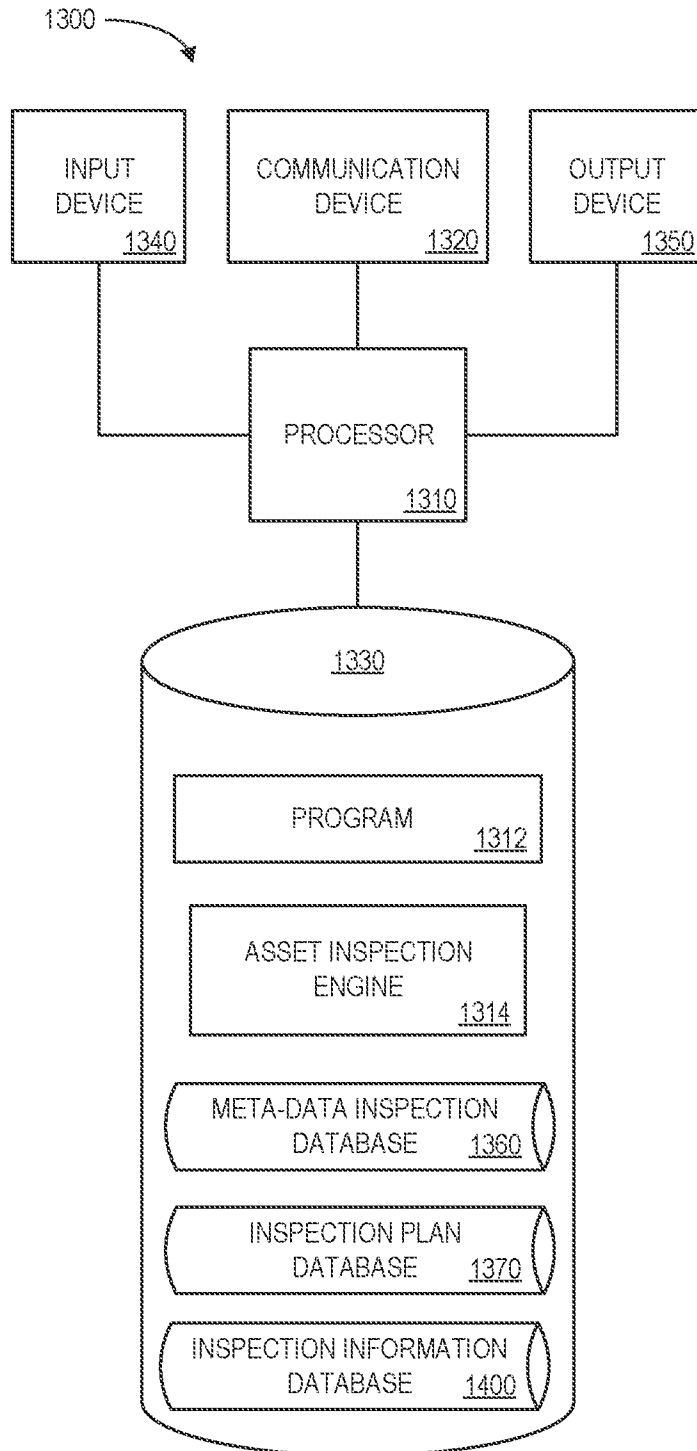 1300
INPUT
DEVICE
1340
COMMUNICATION
DEVICE
1320
OUTPUT
DEVICE
1350
PROCESSOR
1310
1330
PROGRAM
1312
ASSET INSPECTION
ENGINE
1314
META-DATA INSPECTION
DATABASE
1360
INSPECTION PLAN
DATABASE
1370
INSPECTION INFORMATION
DATABASE
1400